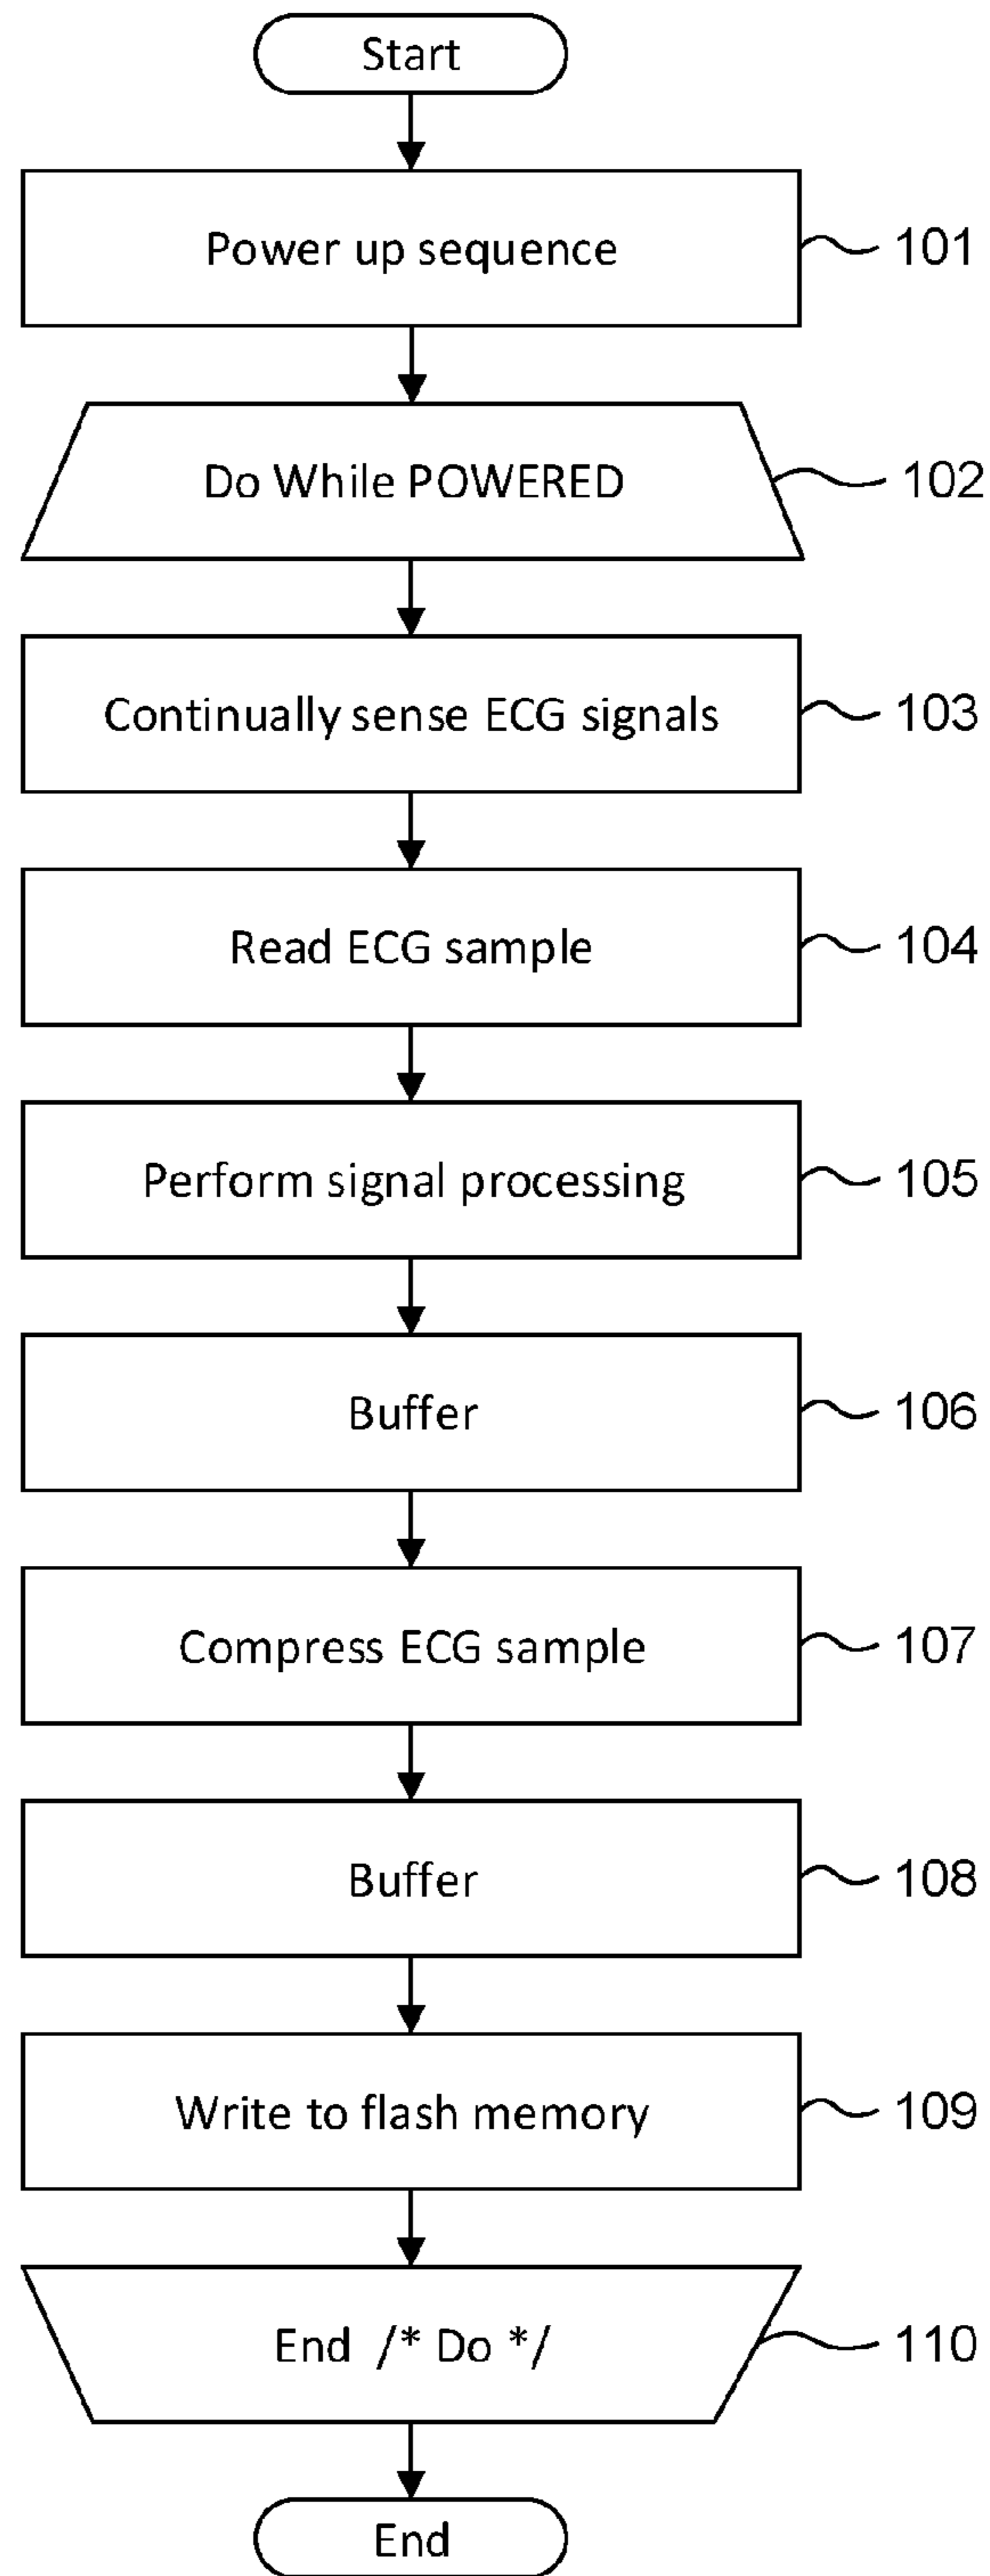 Start
Power up sequence
101
Do While POWERED
102
Continually sense ECG signals
103
Read ECG sample
104
Perform signal processing
105
Buffer
106
Compress ECG sample
107
Buffer
108
Write to flash memory
109
End /* Do */
110
End